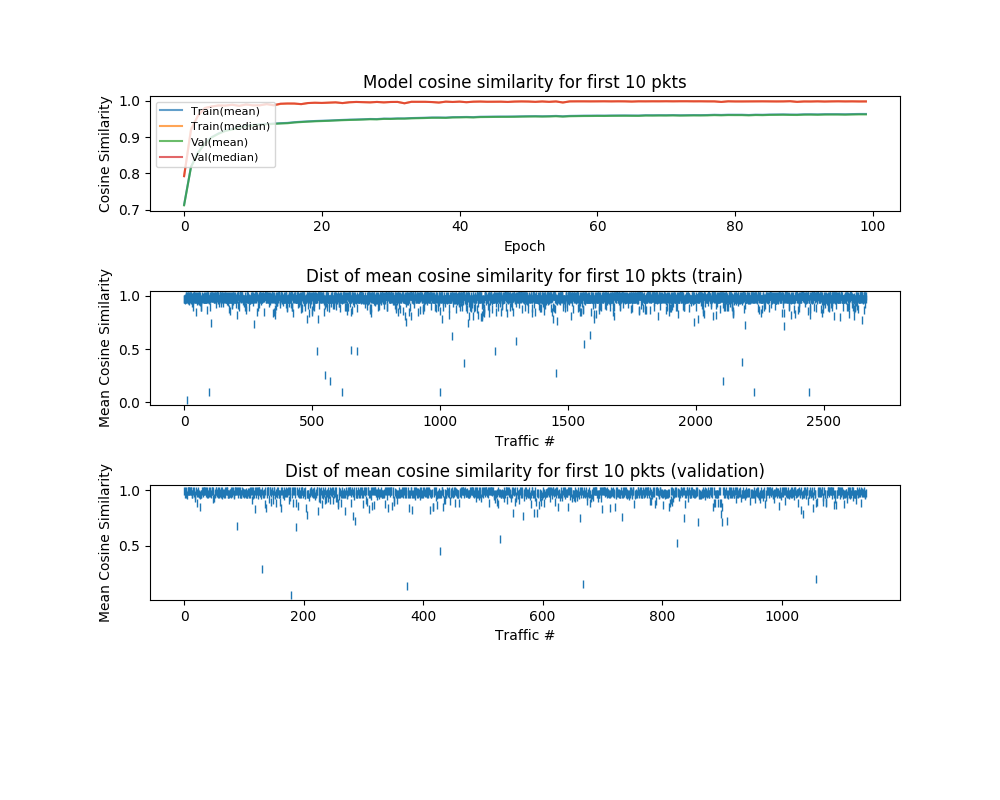 Model cosine similarity for first 10 pkts
Cosine Similarity
1.0
0.9
0.8
0.7
Train(mean)
Train(median)
Val(mean)
Val(median)
0 20 40 60 80 100
Epoch
Dist of mean cosine similarity for first 10 pkts (train)
Mean Cosine Similarity
1.0
0.5
0.0
0 500 1000 1500 2000 2500
Traffic #
Dist of mean cosine similarity for first 10 pkts (validation)
Mean Cosine Similarity
1.0
0.5
0 200 400 600 800 1000
Traffic #